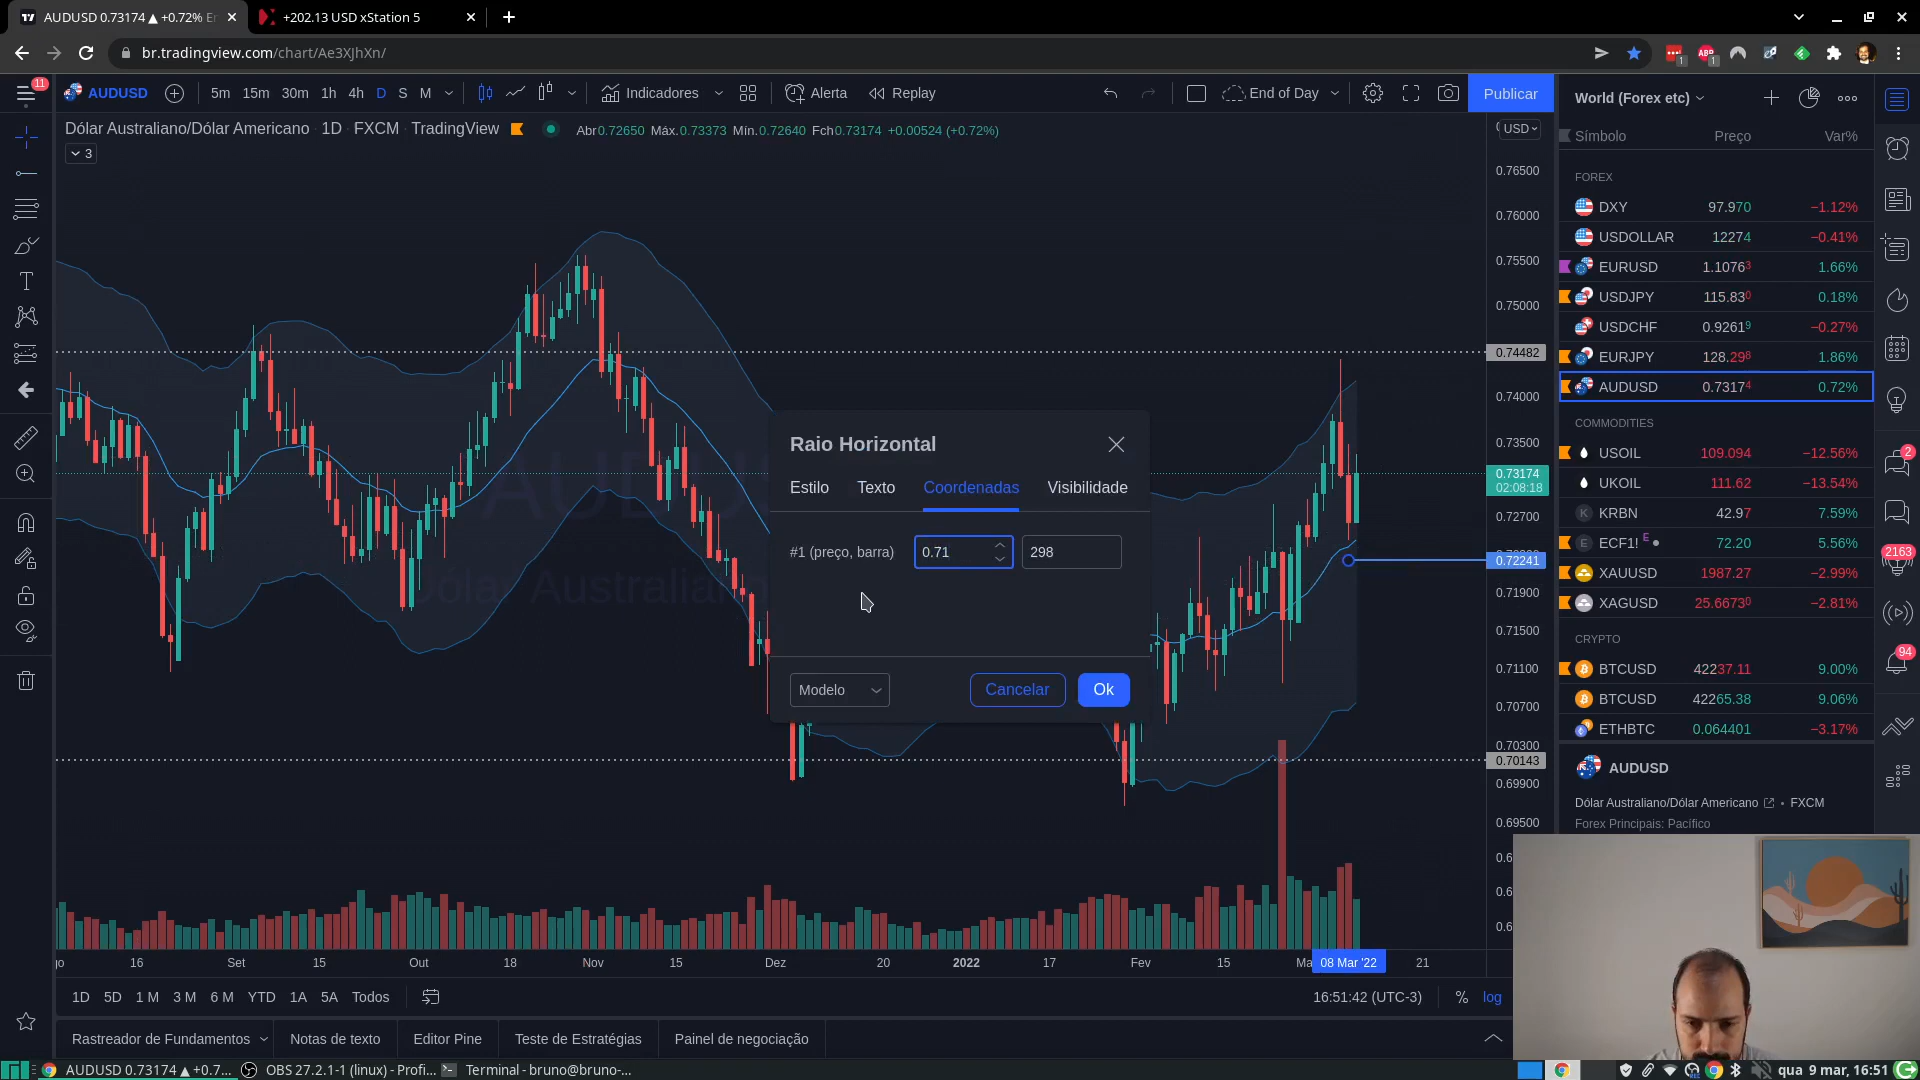 AUDUSD 0.73174 ▲ +0.72% Er
+202.13 USD xStation 5
br.tradingview.com/chart/Ae3XJhXn/
11
AUDUSD
5m 15m 30m 1h 4h D S M
Indicadores
Alerta
Replay
End of Day
Publicar
World (Forex etc)
Dólar Australiano/Dólar Americano · 1D · FXCM · TradingView
Abr0.72650 Máx.0.73373 Mín.0.72640 Fch0.73174 +0.00524 (+0.72%)
USD
3
Símbolo Preço Var%
FOREX
DXY 97.970 −1.12%
USDOLLAR 12274 −0.41%
EURUSD 1.10763 1.66%
USDJPY 115.830 0.18%
USDCHF 0.92619 −0.27%
EURJPY 128.298 1.86%
AUDUSD 0.73174 0.72%
COMMODITIES
USOIL 109.094 −12.56%
UKOIL 111.62 −13.54%
KRBN 42.97 7.59%
ECF1! E 72.20 5.56%
XAUUSD 1987.27 −2.99%
XAGUSD 25.66730 −2.81%
CRYPTO
BTCUSD 42237.11 9.00%
BTCUSD 42265.38 9.06%
ETHBTC 0.064401 −3.17%
AUDUSD
Dólar Australiano/Dólar Americano • FXCM
Forex Principais: Pacífico
2
2163
94
0.76500
0.76000
0.75500
0.75000
0.74482
0.74000
0.73500
0.73174
02:08:18
0.72700
0.72241
0.71900
0.71500
0.71100
0.70700
0.70300
0.70143
0.69900
0.69500
AUDUS
Dólar Australian
Raio Horizontal
Estilo Texto Coordenadas Visibilidade
#1 (preço, barra) 0.71 298
Modelo Cancelar Ok
go 16 Set 15 Out 18 Nov 15 Dez 20 2022 17 Fev 15 Ma 08 Mar '22 21
1D 5D 1 M 3 M 6 M YTD 1A 5A Todos
16:51:42 (UTC-3) % log
Rastreador de Fundamentos Notas de texto Editor Pine Teste de Estratégias Painel de negociação
AUDUSD 0.73174 ▲ +0.7...
OBS 27.2.1-1 (linux) - Profi...
Terminal - bruno@bruno-...
qua 9 mar, 16:51